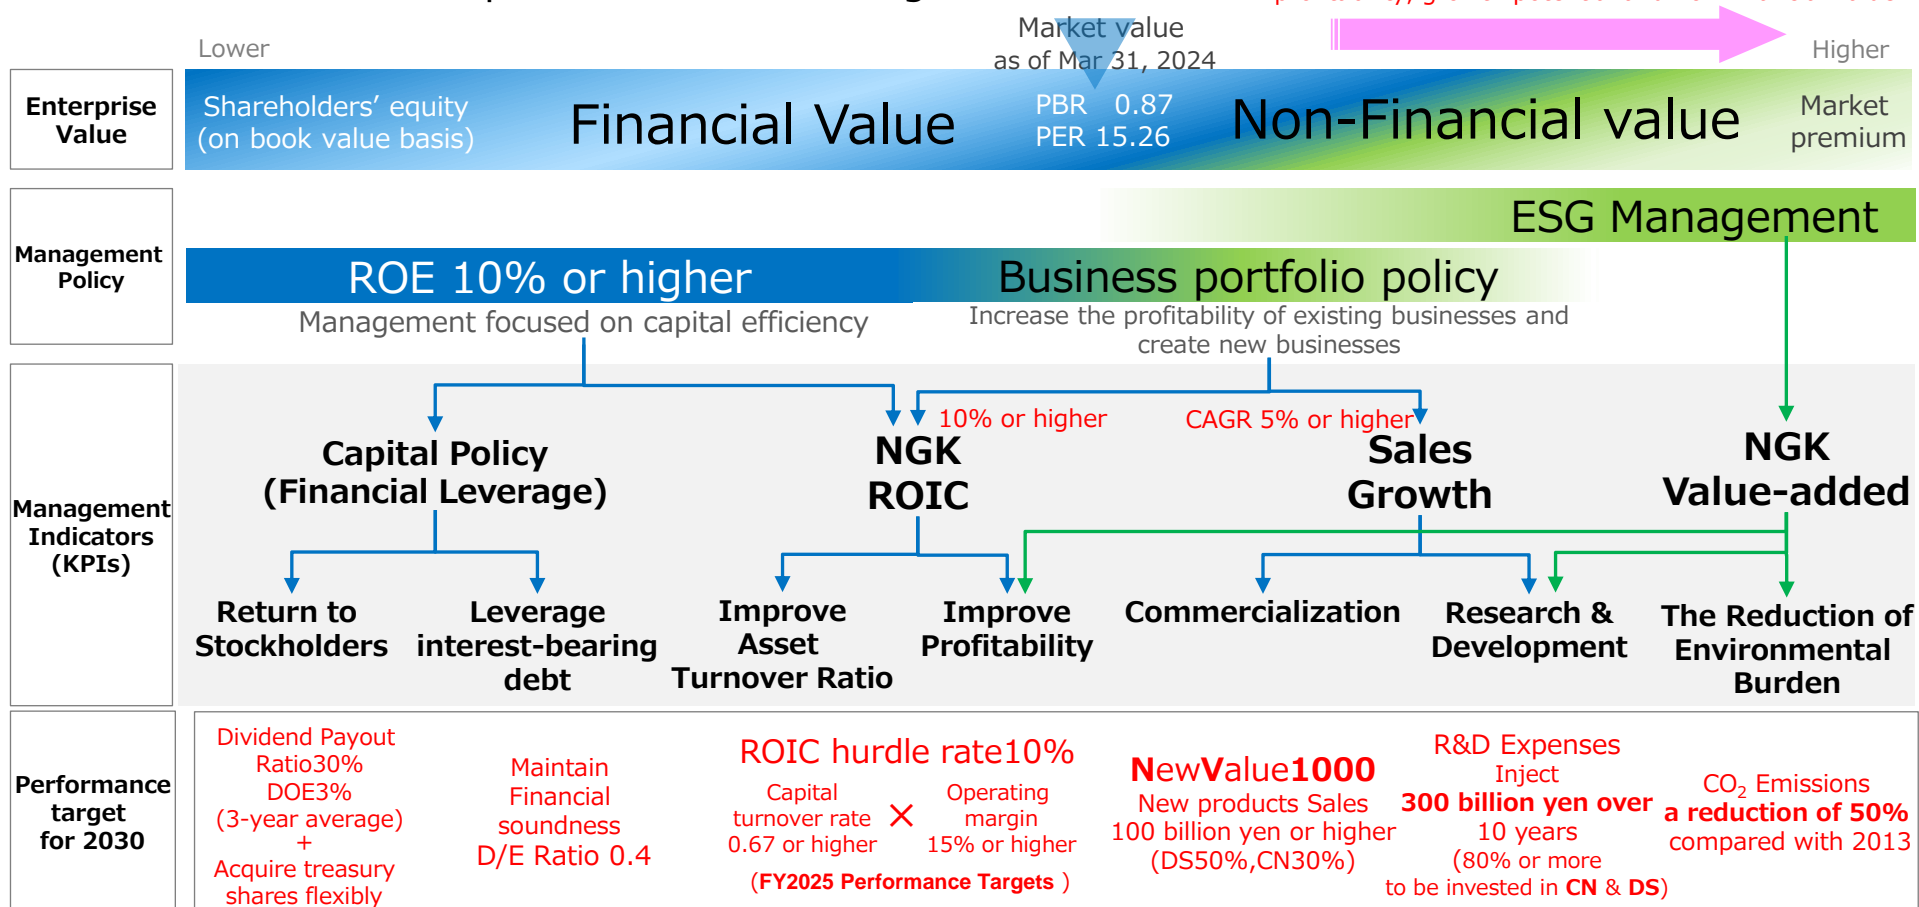 Market value
as of Mar 31, 2024
Lower
Higher
Enterprise
Value
Shareholders’ equity
(on book value basis)
Financial Value
PBR 0.87
PER 15.26
Non-Financial value
Market
premium
Management
Policy
ESG Management
ROE 10% or higher
Business portfolio policy
Management focused on capital efficiency
Increase the profitability of existing businesses and
create new businesses
Management
Indicators
(KPIs)
10% or higher
CAGR 5% or higher
Capital Policy
(Financial Leverage)
NGK
ROIC
Sales
Growth
NGK
Value-added
Return to
Stockholders
Leverage
interest-bearing
debt
Improve
Asset
Turnover Ratio
Improve
Profitability
Commercialization
Research &
Development
The Reduction of
Environmental
Burden
Performance
target
for 2030
Dividend Payout
Ratio30%
DOE3%
(3-year average)
+
Acquire treasury
shares flexibly
Maintain
Financial
soundness
D/E Ratio 0.4
ROIC hurdle rate10%
Capital
turnover rate
0.67 or higher
×
Operating
margin
15% or higher
(FY2025 Performance Targets )
NewValue1000
New products Sales
100 billion yen or higher
(DS50%,CN30%)
R&D Expenses
Inject
300 billion yen over
10 years
(80% or more
to be invested in CN & DS)
CO₂ Emissions
a reduction of 50%
compared with 2013